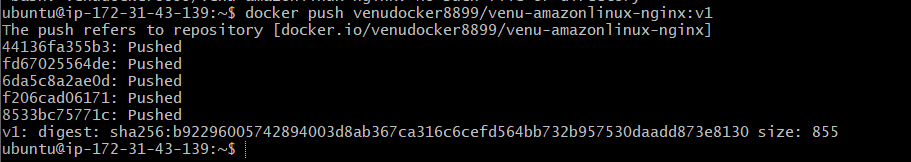 ubuntu@ip-172-31-43-139:~$ docker push venudocker8899/venu-amazonlinux-nginx:v1
The push refers to repository [docker.io/venudocker8899/venu-amazonlinux-nginx]
44136fa355b3: Pushed
fd67025564de: Pushed
6da5c8a2ae0d: Pushed
f206cad06171: Pushed
8533bc75771c: Pushed
v1: digest: sha256:b92296005742894003d8ab367ca316c6cefd564bb732b957530daadd873e8130 size: 855
ubuntu@ip-172-31-43-139:~$